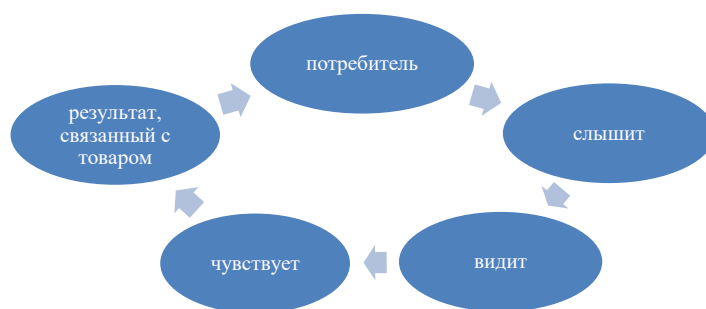 потребитель
слышит
видит
чувствует
результат,
связанный с
товаром